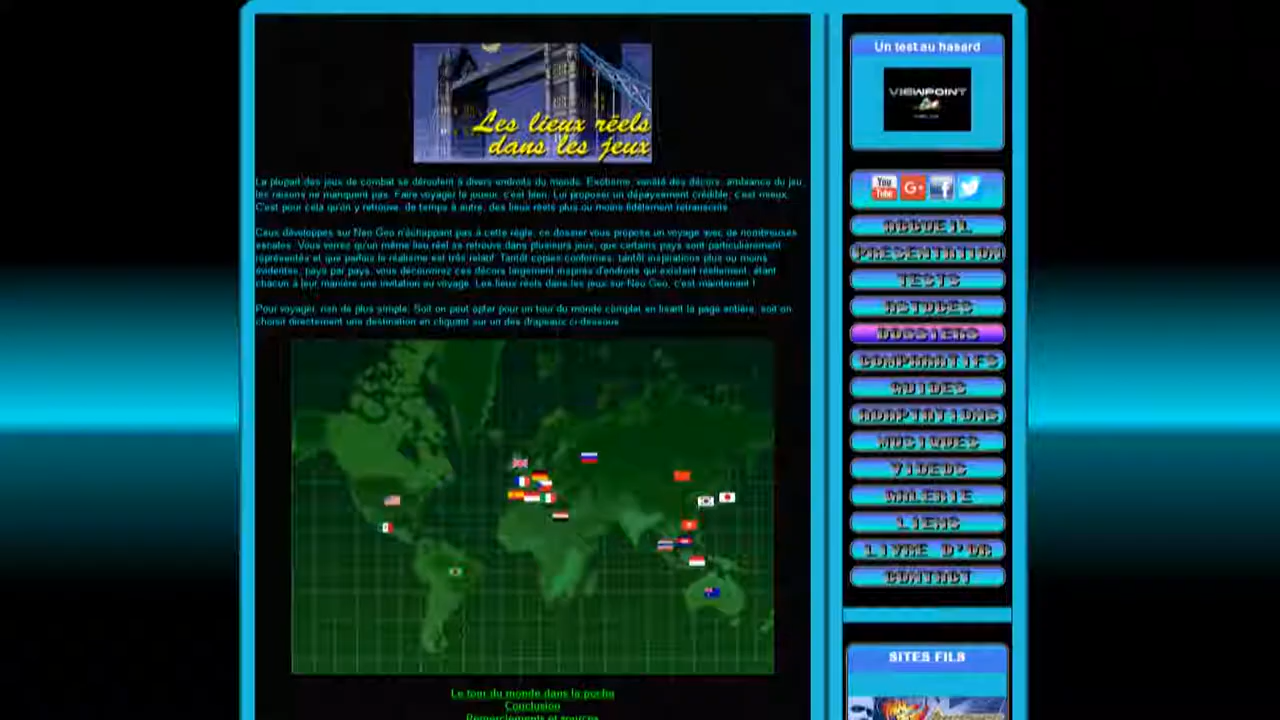 Les lieux réels
dans les jeux
La plupart des jeux de combat se déroulent à divers endroits du monde. Exotisme, variété des décors, ambiance du jeu,
les raisons ne manquent pas. Faire voyager le joueur, c'est bien. Lui proposer un dépaysement crédible, c'est mieux.
C'est pour cela qu'on y retrouve, de temps à autre, des lieux réels plus ou moins fidèlement retranscrits.
Ceux développés sur Neo Geo n'échappant pas à cette règle, ce dossier vous propose un voyage avec de nombreuses
escales. Vous verrez qu'un même lieu réel se retrouve dans plusieurs jeux, que certains pays sont particulièrement
représentés et que parfois le réalisme est très relatif. Tantôt copies conformes, tantôt inspirations plus ou moins
évidentes, pays par pays, vous découvrirez ces décors largement inspirés d'endroits qui existent réellement, étant
chacun à leur manière une invitation au voyage. Les lieux réels dans les jeux sur Neo Geo, c'est maintenant !
Pour voyager, rien de plus simple. Soit on peut opter pour un tour du monde complet en lisant la page entière, soit on
choisit directement une destination en cliquant sur un des drapeaux ci-dessous.
Le tour du monde dans la poche
Conclusion
Remerciements et sources
Un test au hasard
VIEWPOINT
You
Tube
G+
ACCUEIL
PRESENTATION
TESTS
ASTUCES
DOSSIERS
COMPARATIFS
GUIDES
ADAPTATIONS
MUSIQUES
VIDEOS
GALERIE
LIENS
LIVRE D'OR
CONTACT
SITES FILS